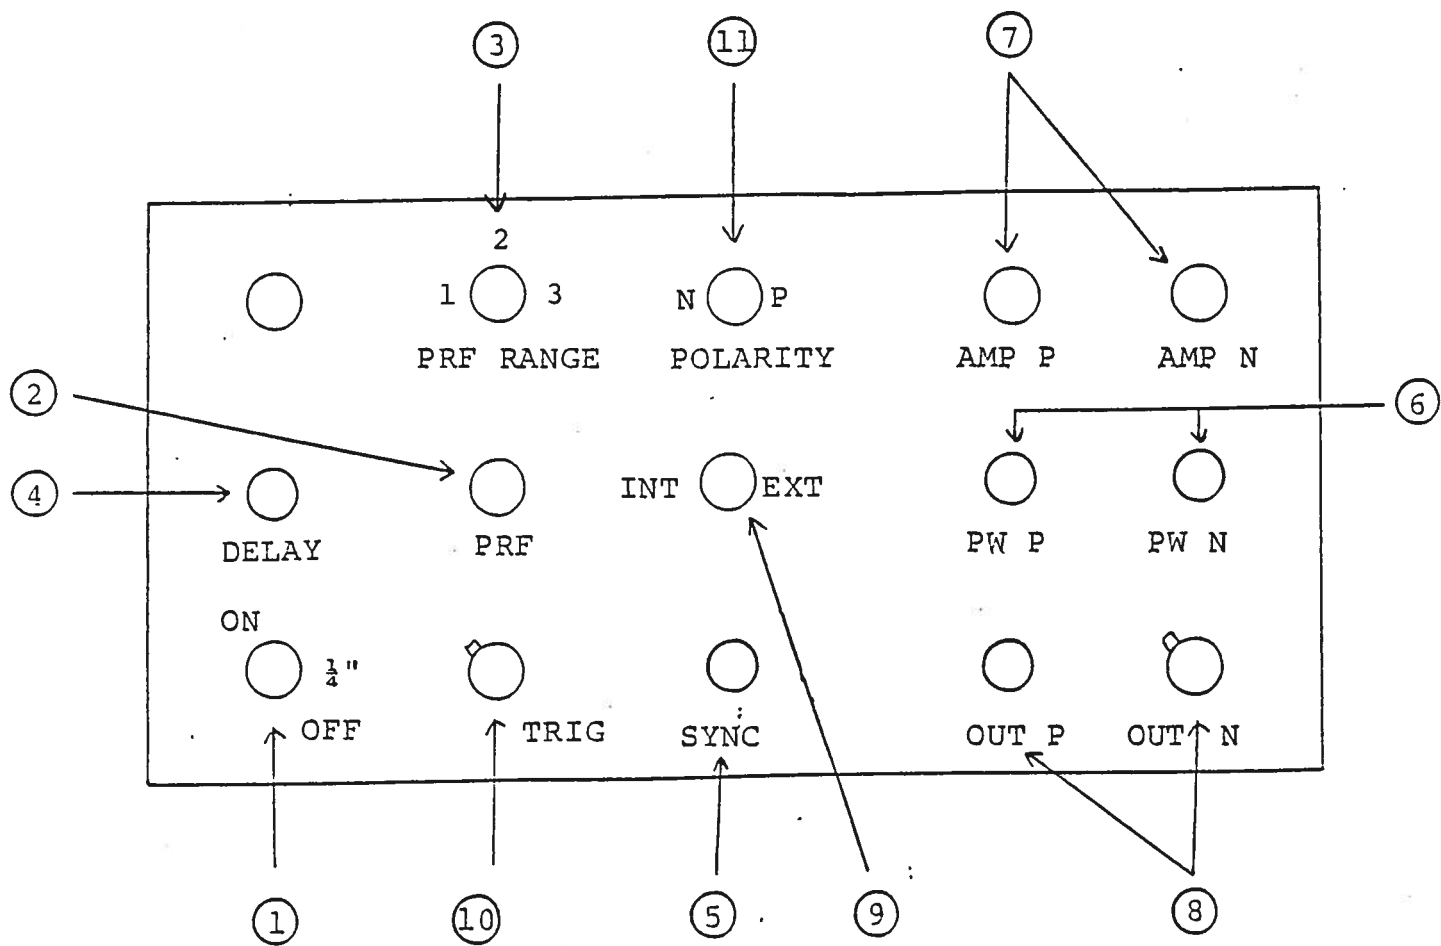 3 11 7
2
1 3 N P
PRF RANGE POLARITY AMP P AMP N
2 6
4 INT EXT
DELAY PRF PW P PW N
ON
1/4"
OFF TRIG SYNC OUT P OUT N
1 10 5 9 8